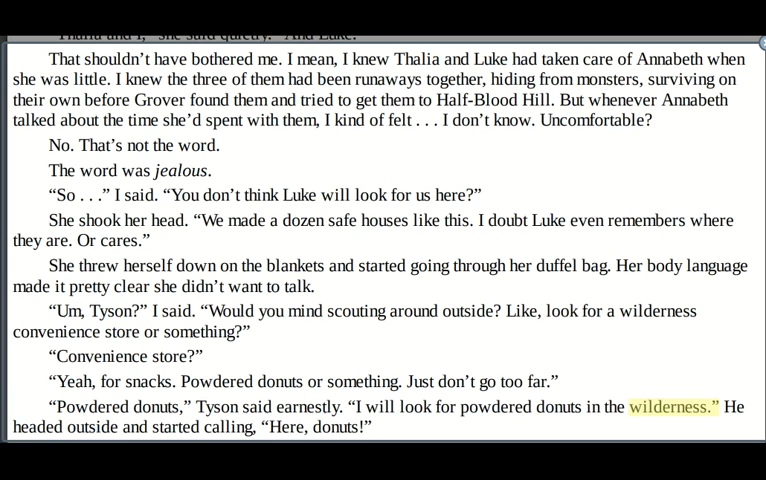 "Thalia and I," she said quietly. "And Luke."
That shouldn’t have bothered me. I mean, I knew Thalia and Luke had taken care of Annabeth when
she was little. I knew the three of them had been runaways together, hiding from monsters, surviving on
their own before Grover found them and tried to get them to Half-Blood Hill. But whenever Annabeth
talked about the time she’d spent with them, I kind of felt . . . I don’t know. Uncomfortable?
No. That’s not the word.
The word was jealous.
“So . . .” I said. “You don’t think Luke will look for us here?”
She shook her head. “We made a dozen safe houses like this. I doubt Luke even remembers where
they are. Or cares.”
She threw herself down on the blankets and started going through her duffel bag. Her body language
made it pretty clear she didn’t want to talk.
“Um, Tyson?” I said. “Would you mind scouting around outside? Like, look for a wilderness
convenience store or something?”
“Convenience store?”
“Yeah, for snacks. Powdered donuts or something. Just don’t go too far.”
“Powdered donuts,” Tyson said earnestly. “I will look for powdered donuts in the wilderness.” He
headed outside and started calling, “Here, donuts!”